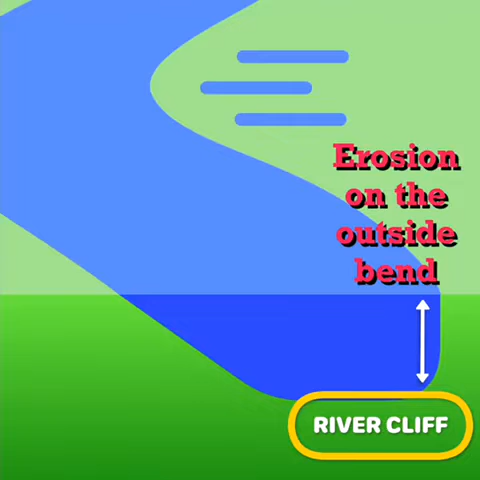 Erosion
on the
outside
bend
RIVER CLIFF